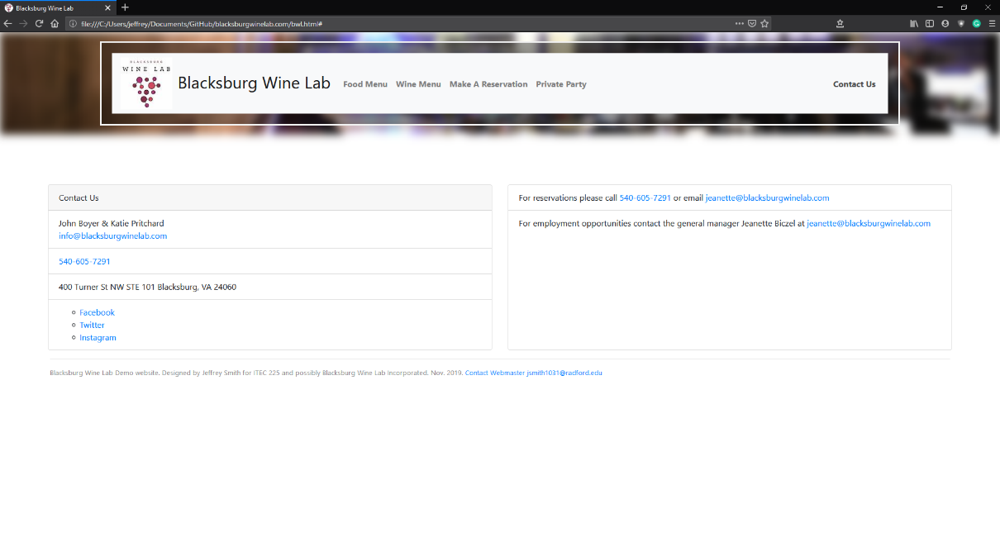 Blacksburg Wine Lab
file:///C:/Users/jeffrey/Documents/GitHub/blacksburgwinelab.com/bwl.html#
BLACKSBURG
WINE LAB
Blacksburg Wine Lab
Food Menu Wine Menu Make A Reservation Private Party
Contact Us
Contact Us
John Boyer & Katie Pritchard
info@blacksburgwinelab.com
540-605-7291
400 Turner St NW STE 101 Blacksburg, VA 24060
Facebook
Twitter
Instagram
For reservations please call 540-605-7291 or email jeanette@blacksburgwinelab.com
For employment opportunities contact the general manager Jeanette Biczel at jeanette@blacksburgwinelab.com
Blacksburg Wine Lab Demo website. Designed by Jeffrey Smith for ITEC 225 and possibly Blacksburg Wine Lab Incorporated. Nov. 2019. Contact Webmaster jsmith1031@radford.edu